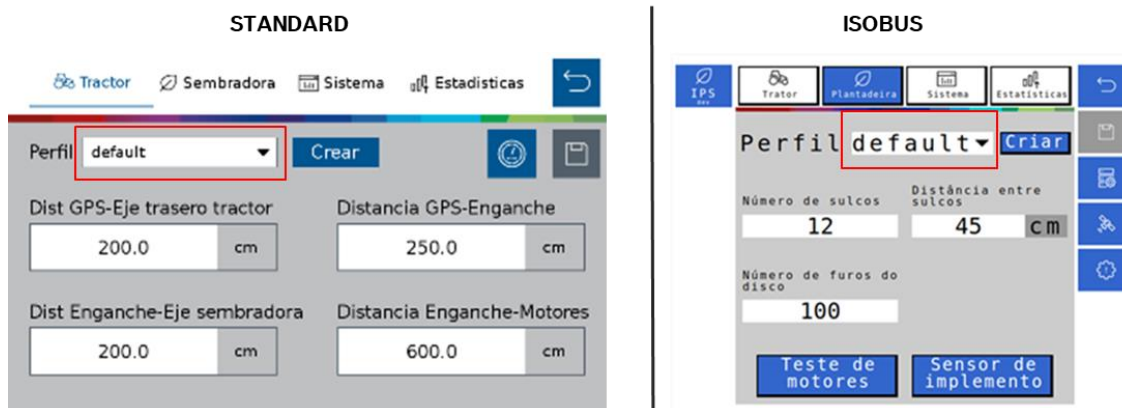 STANDARD
Tractor Sembradora Sistema Estadisticas
Perfil default Crear
Dist GPS-Eje trasero tractor Distancia GPS-Enganche
200.0 cm 250.0 cm
Dist Enganche-Eje sembradora Distancia Enganche-Motores
200.0 cm 600.0 cm
ISOBUS
IPS Trator Plantadeira Sistema Estatísticas
Perfil default Criar
Número de sulcos Distância entre sulcos
12 45 cm
Número de furos do disco
100
Teste de motores Sensor de implemento